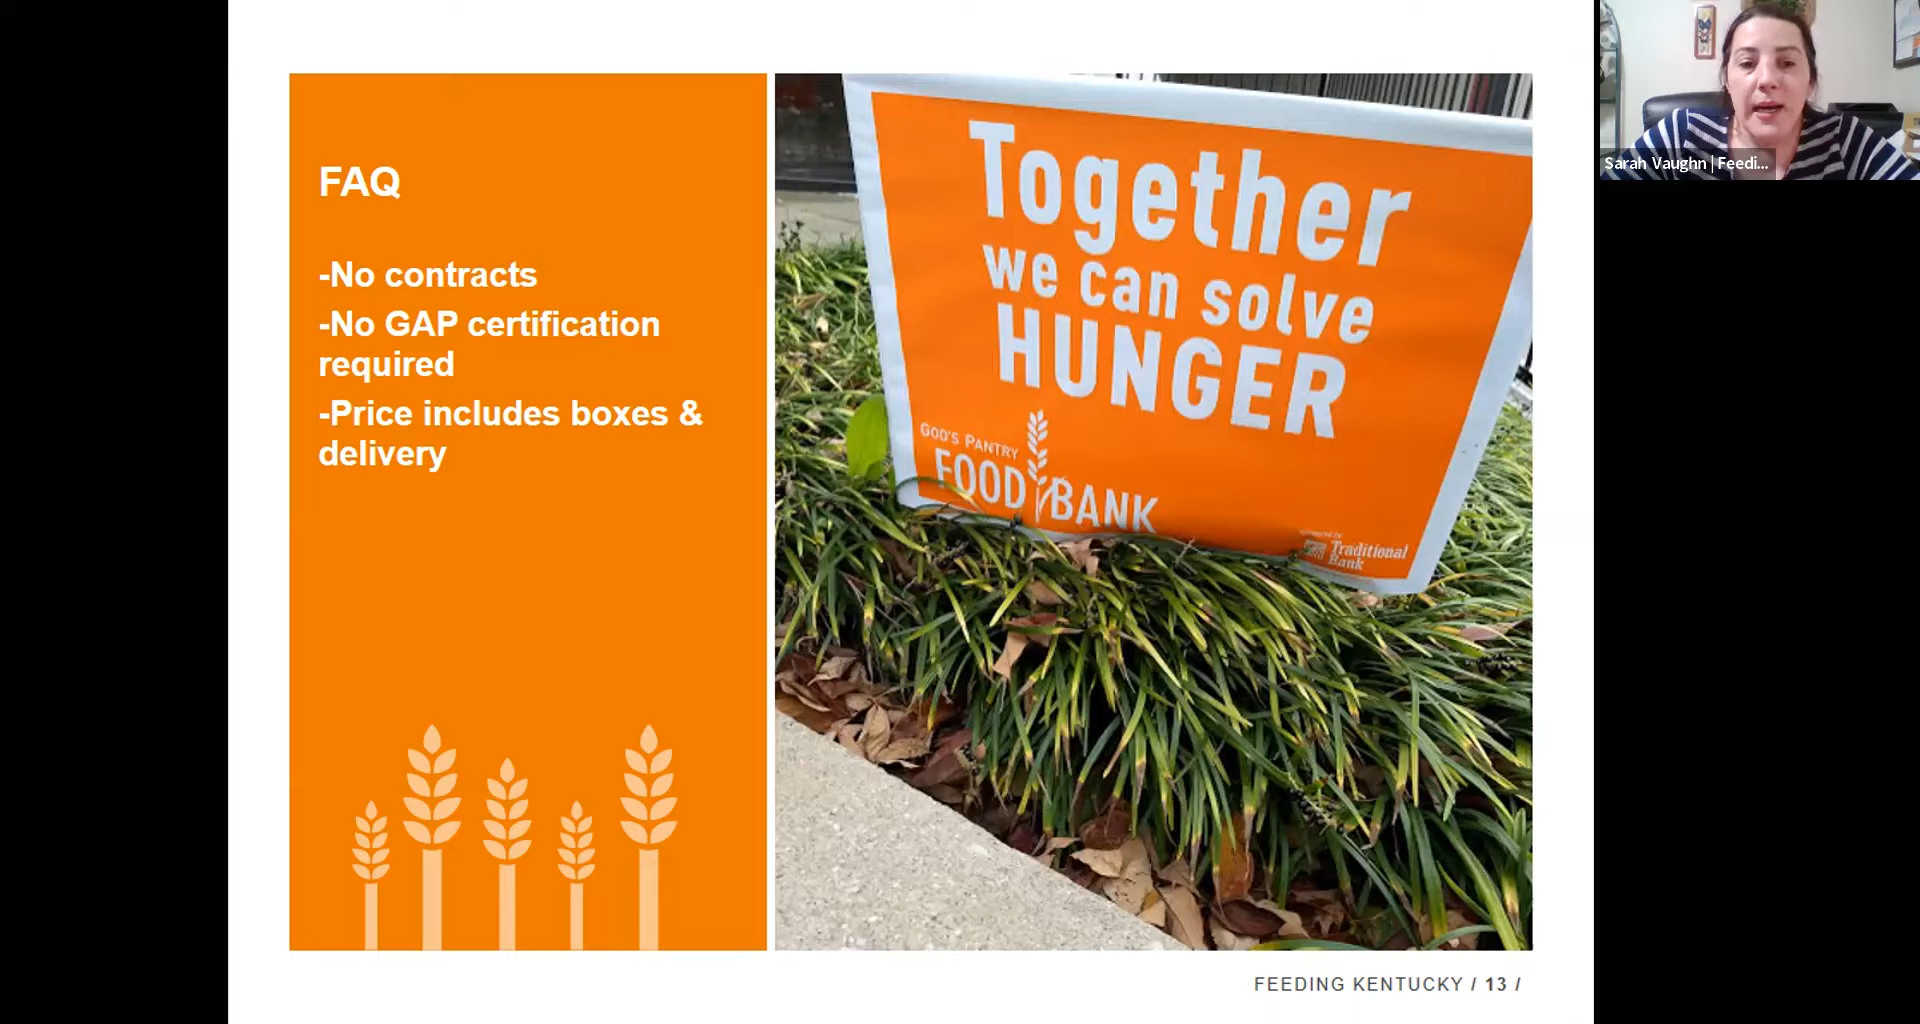 FAQ
-No contracts
-No GAP certification
required
-Price includes boxes &
delivery
Together
we can solve
HUNGER
GOD'S PANTRY
FOOD BANK
Traditional
Bank
FEEDING KENTUCKY / 13 /
Sarah Vaughn | Feedi...